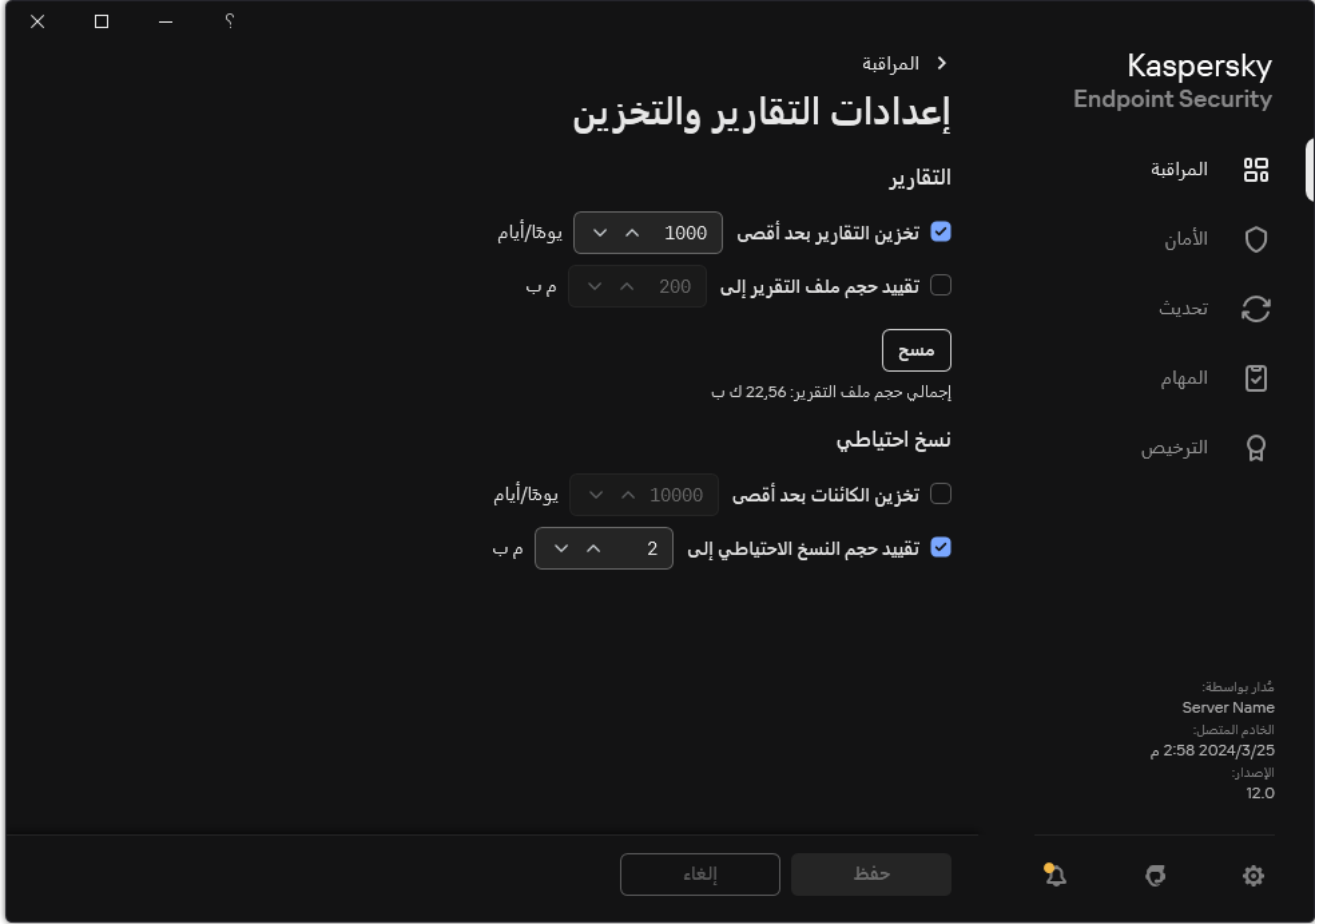 ؟
المراقبة
إعدادات التقارير والتخزين
التقارير
تخزين التقارير بحد أقصى 1000 يومًا/أيام
تقييد حجم ملف التقرير إلى 200 م ب
مسح
إجمالي حجم ملف التقرير: 22,56 ك ب
نسخ احتياطي
تخزين الكائنات بحد أقصى 10000 يومًا/أيام
تقييد حجم النسخ الاحتياطي إلى 2 م ب
حفظ
إلغاء
Kaspersky
Endpoint Security
المراقبة
الأمان
تحديث
المهام
الترخيص
مُدار بواسطة:
Server Name
الخادم المتصل:
2024/3/25 2:58 م
الإصدار:
12.0